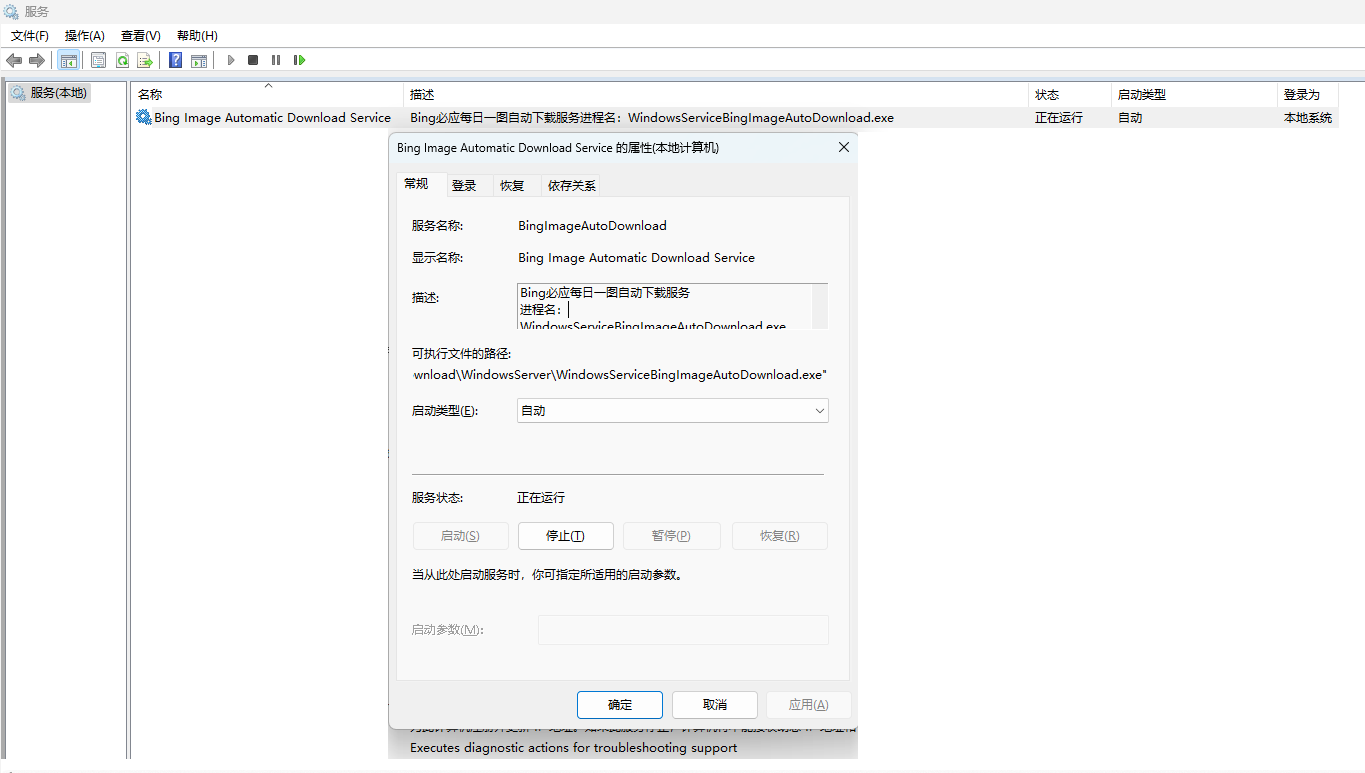 服务
文件(F) 操作(A) 查看(V) 帮助(H)
服务(本地)
名称 描述 状态 启动类型 登录为
Bing Image Automatic Download Service Bing必应每日一图自动下载服务进程名：WindowsServiceBingImageAutoDownload.exe 正在运行 自动 本地系统
Bing Image Automatic Download Service 的属性(本地计算机)
常规 登录 恢复 依存关系
服务名称: BingImageAutoDownload
显示名称: Bing Image Automatic Download Service
描述: Bing必应每日一图自动下载服务
进程名：
WindowsServiceBingImageAutoDownload.exe
可执行文件的路径:
wnload\WindowsServer\WindowsServiceBingImageAutoDownload.exe"
启动类型(E): 自动
服务状态: 正在运行
启动(S) 停止(T) 暂停(P) 恢复(R)
当从此处启动服务时，你可指定所适用的启动参数。
启动参数(M):
确定 取消 应用(A)
Executes diagnostic actions for troubleshooting support